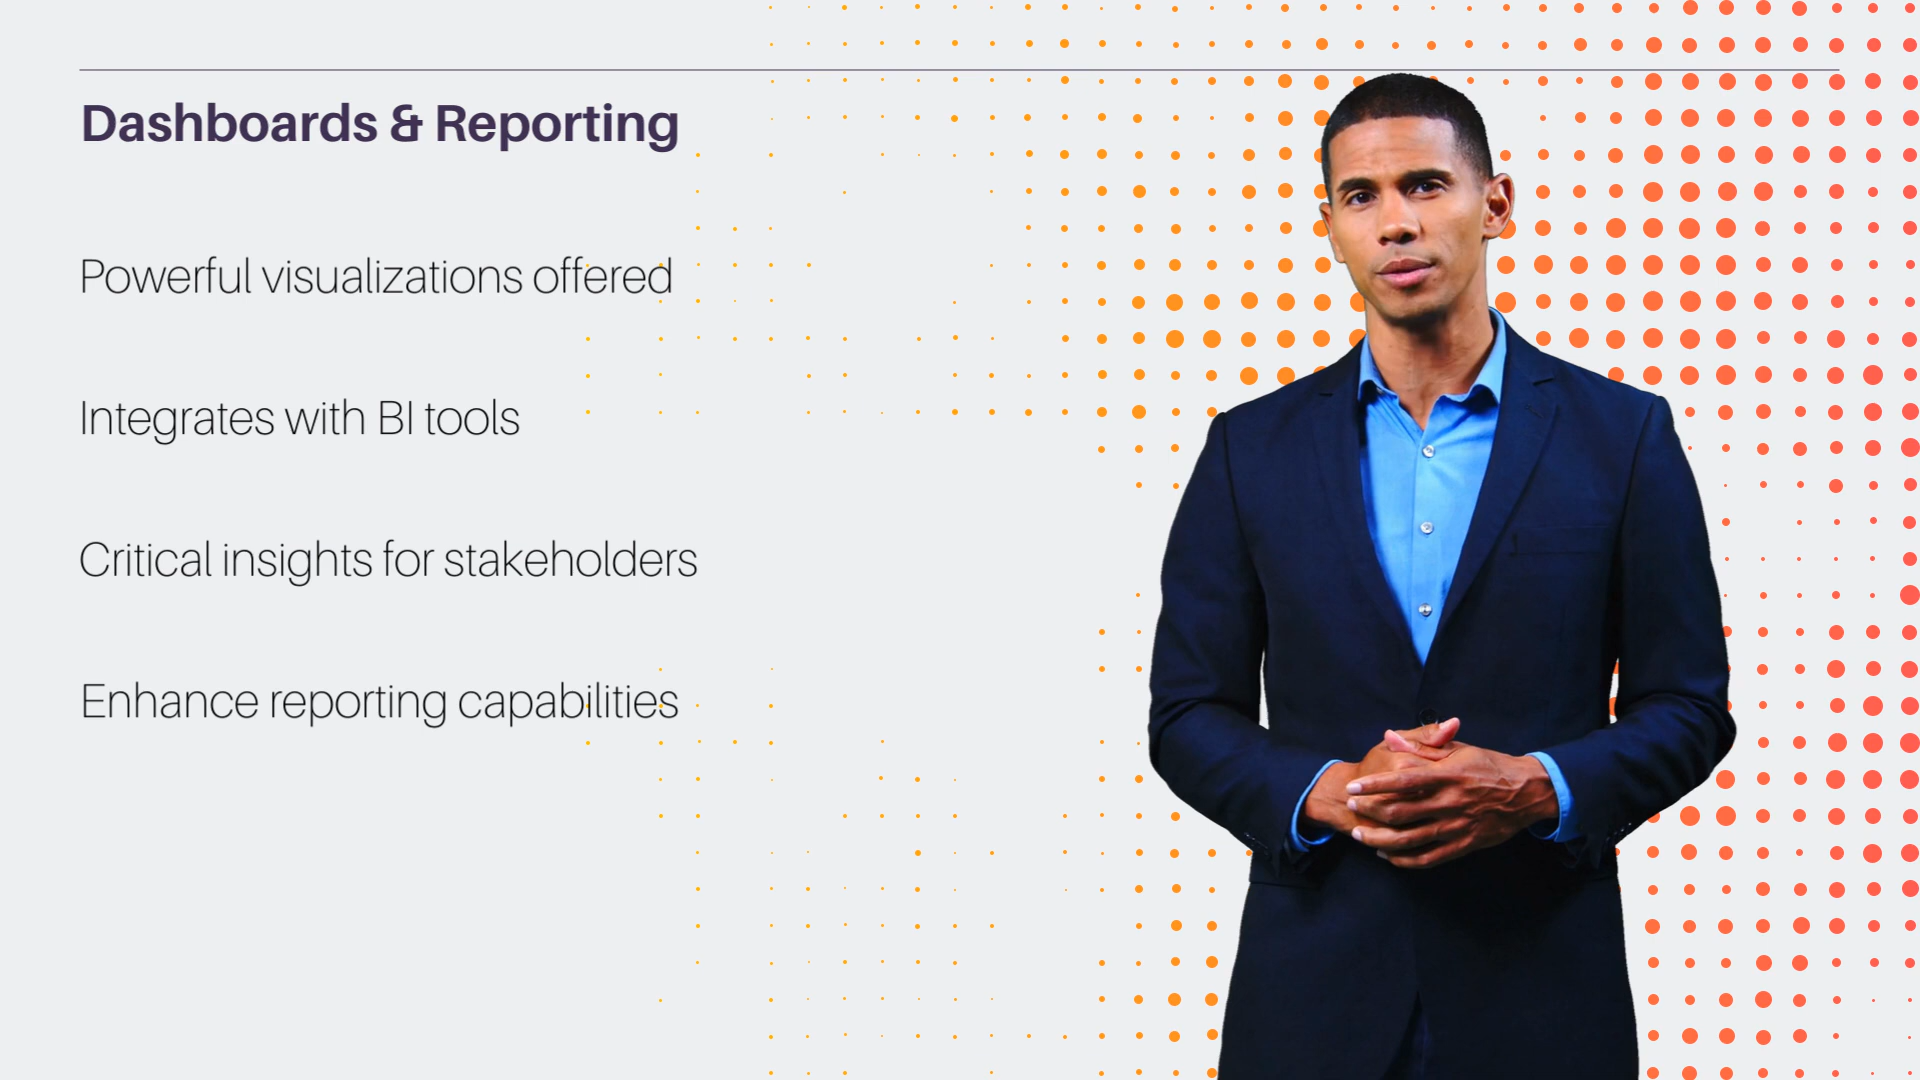 Dashboards & Reporting
Powerful visualizations offered
Integrates with BI tools
Critical insights for stakeholders
Enhance reporting capabilities